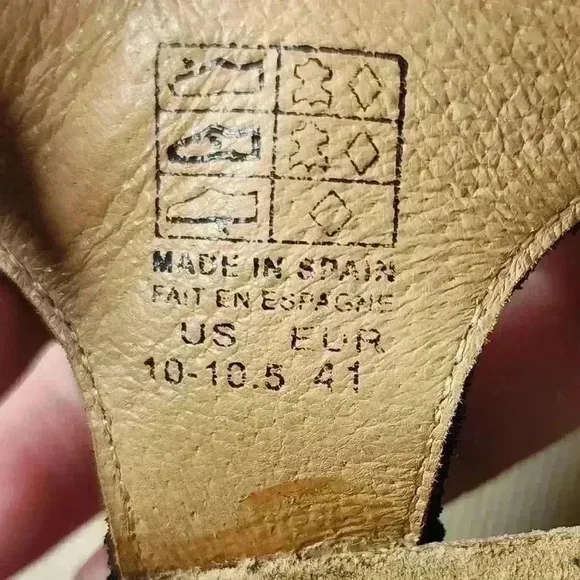 MADE IN SPAIN
FAIT EN ESPAGNE
US EUR
10-10.5 41